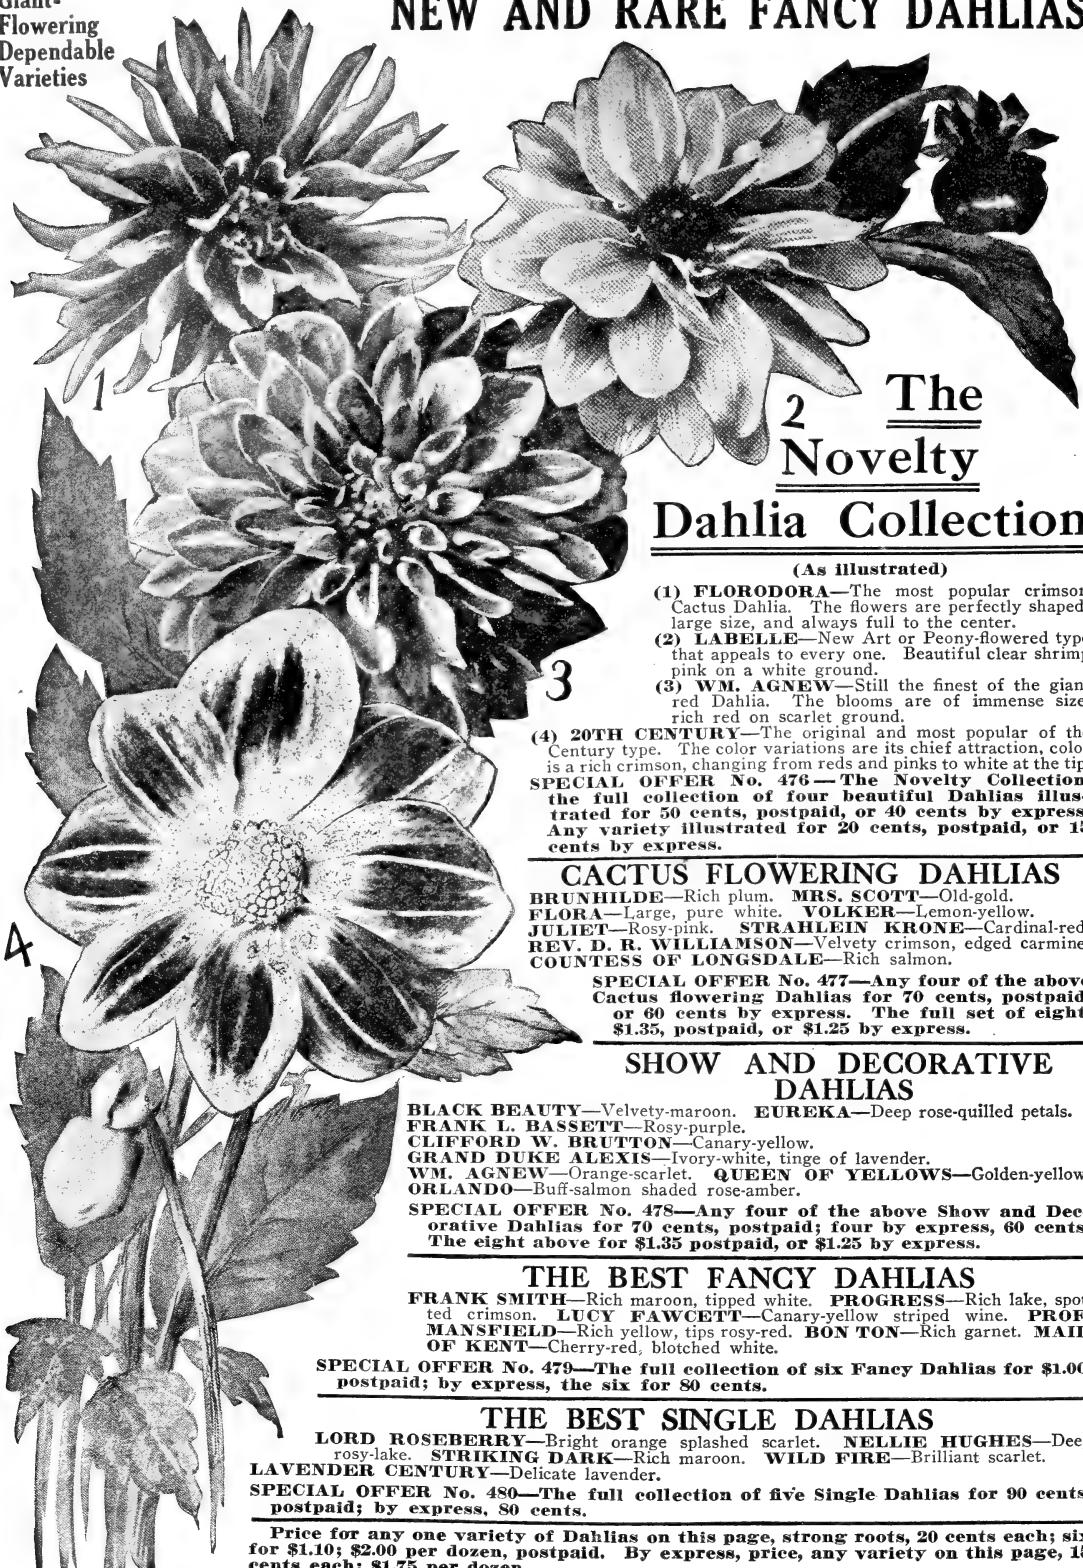 Giant-
Flowering
Dependable
Varieties
NEW AND RARE FANCY DAHLIAS
1
2
3
4
The
Novelty
Dahlia Collection
(As illustrated)
(1) FLORODORA—The most popular crimson
Cactus Dahlia. The flowers are perfectly shaped
large size, and always full to the center.
(2) LABELLE—New Art or Peony-flowered type
that appeals to every one. Beautiful clear shrimp
pink on a white ground.
(3) WM. AGNEW—Still the finest of the giant
red Dahlia. The blooms are of immense size
rich red on scarlet ground.
(4) 20TH CENTURY—The original and most popular of the
Century type. The color variations are its chief attraction, color
is a rich crimson, changing from reds and pinks to white at the tip
SPECIAL OFFER No. 476—The Novelty Collection
the full collection of four beautiful Dahlias illus-
trated for 50 cents, postpaid, or 40 cents by express
Any variety illustrated for 20 cents, postpaid, or 15
cents by express.
CACTUS FLOWERING DAHLIAS
BRUNHILDE—Rich plum. MRS. SCOTT—Old-gold.
FLORA—Large, pure white. VOLKER—Lemon-yellow.
JULIET—Rosy-pink. STRAHLEIN KRONE—Cardinal-red
REV. D. R. WILLIAMSON—Velvety crimson, edged carmine
COUNTESS OF LONGSDALE—Rich salmon.
SPECIAL OFFER No. 477—Any four of the above
Cactus flowering Dahlias for 70 cents, postpaid
or 60 cents by express. The full set of eight
$1.35, postpaid, or $1.25 by express.
SHOW AND DECORATIVE
DAHLIAS
BLACK BEAUTY—Velvety-maroon. EUREKA—Deep rose-quilled petals.
FRANK L. BASSETT—Rosy-purple.
CLIFFORD W. BRUTTON—Canary-yellow.
GRAND DUKE ALEXIS—Ivory-white, tinge of lavender.
WM. AGNEW—Orange-scarlet. QUEEN OF YELLOWS—Golden-yellow
ORLANDO—Buff-salmon shaded rose-amber.
SPECIAL OFFER No. 478—Any four of the above Show and Dec
orative Dahlias for 70 cents, postpaid; four by express, 60 cents
The eight above for $1.35 postpaid, or $1.25 by express.
THE BEST FANCY DAHLIAS
FRANK SMITH—Rich maroon, tipped white. PROGRESS—Rich lake, spot
ted crimson. LUCY FAWCETT—Canary-yellow striped wine. PROF
MANSFIELD—Rich yellow, tips rosy-red. BON TON—Rich garnet. MAID
OF KENT—Cherry-red, blotched white.
SPECIAL OFFER No. 479—The full collection of six Fancy Dahlias for $1.00
postpaid; by express, the six for 80 cents.
THE BEST SINGLE DAHLIAS
LORD ROSEBERRY—Bright orange splashed scarlet. NELLIE HUGHES—Dee
rosy-lake. STRIKING DARK—Rich maroon. WILD FIRE—Brilliant scarlet.
LAVENDER CENTURY—Delicate lavender.
SPECIAL OFFER No. 480—The full collection of five Single Dahlias for 90 cents
postpaid; by express, 80 cents.
Price for any one variety of Dahlias on this page, strong roots, 20 cents each; six
for $1.10; $2.00 per dozen, postpaid. By express, price, any variety on this page, 15
cents each; $1.75 per dozen.